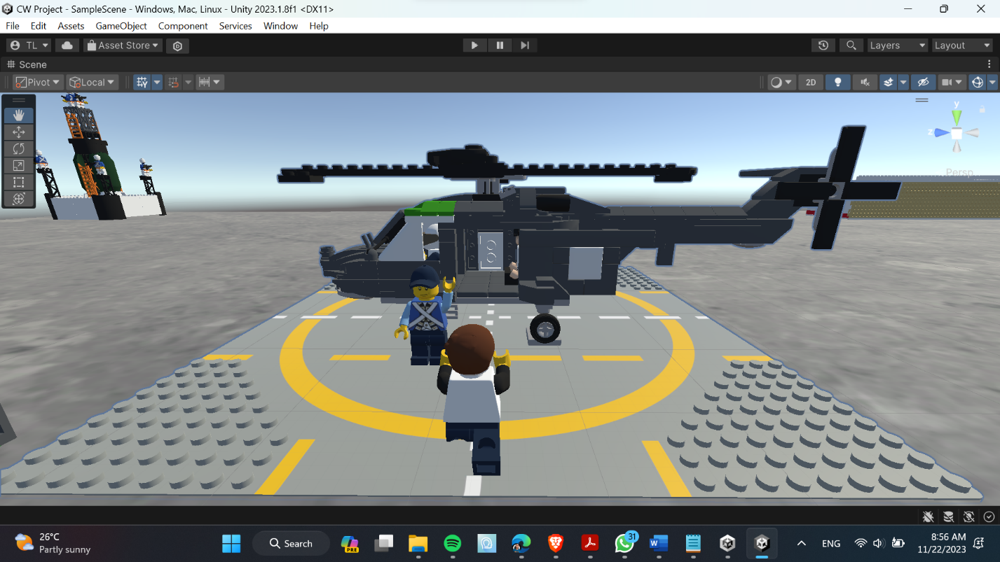 CW Project - SampleScene - Windows, Mac, Linux - Unity 2023.1.8f1 <DX11>
File Edit Assets GameObject Component Services Window Help
TL Asset Store Layers Layout
Scene
Pivot Local 2D
y
z
Persp
26°C
Partly sunny
Search
PRE
31
ENG
8:56 AM
11/22/2023